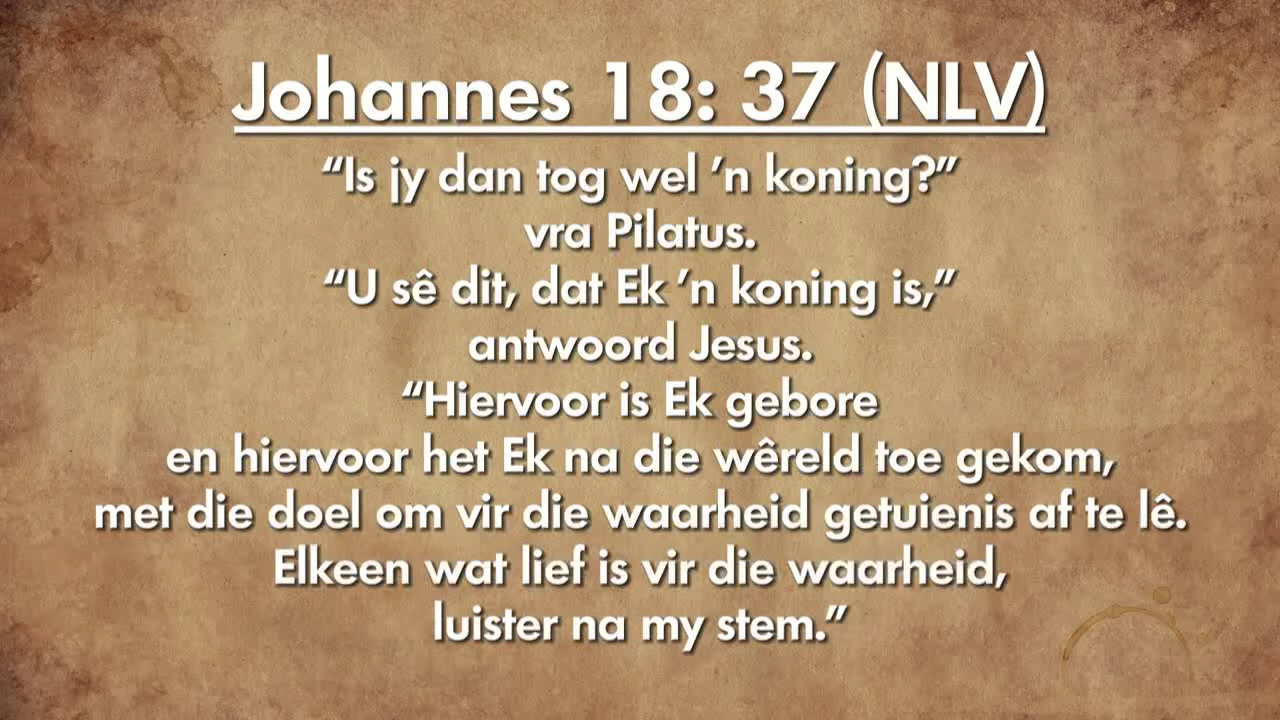 Johannes 18: 37 (NLV)
“Is jy dan tog wel ’n koning?”
vra Pilatus.
“U sê dit, dat Ek ’n koning is,”
antwoord Jesus.
“Hiervoor is Ek gebore
en hiervoor het Ek na die wêreld toe gekom,
met die doel om vir die waarheid getuienis af te lê.
Elkeen wat lief is vir die waarheid,
luister na my stem.”